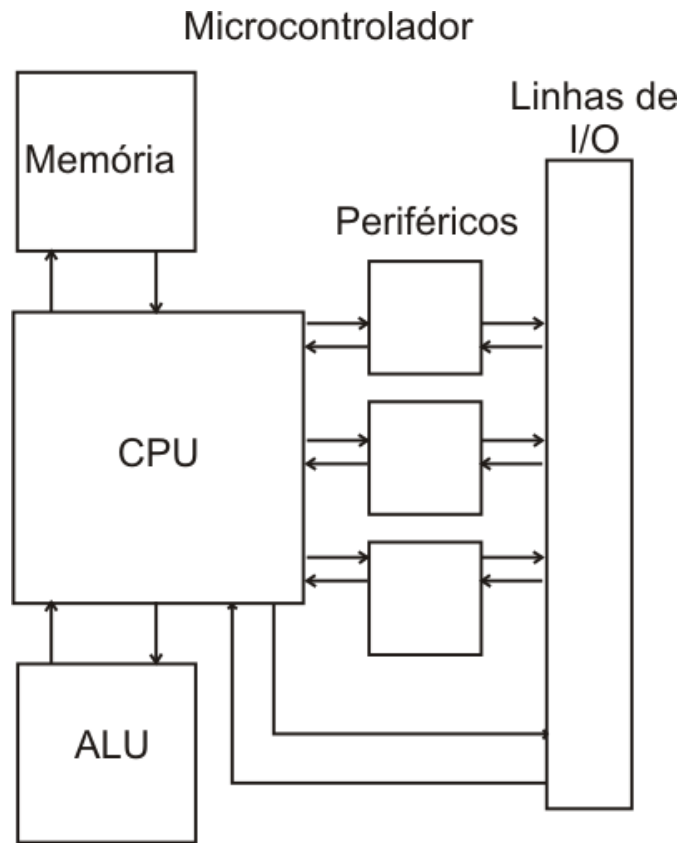 Microcontrolador
Memória
Linhas de
I/O
Periféricos
CPU
ALU